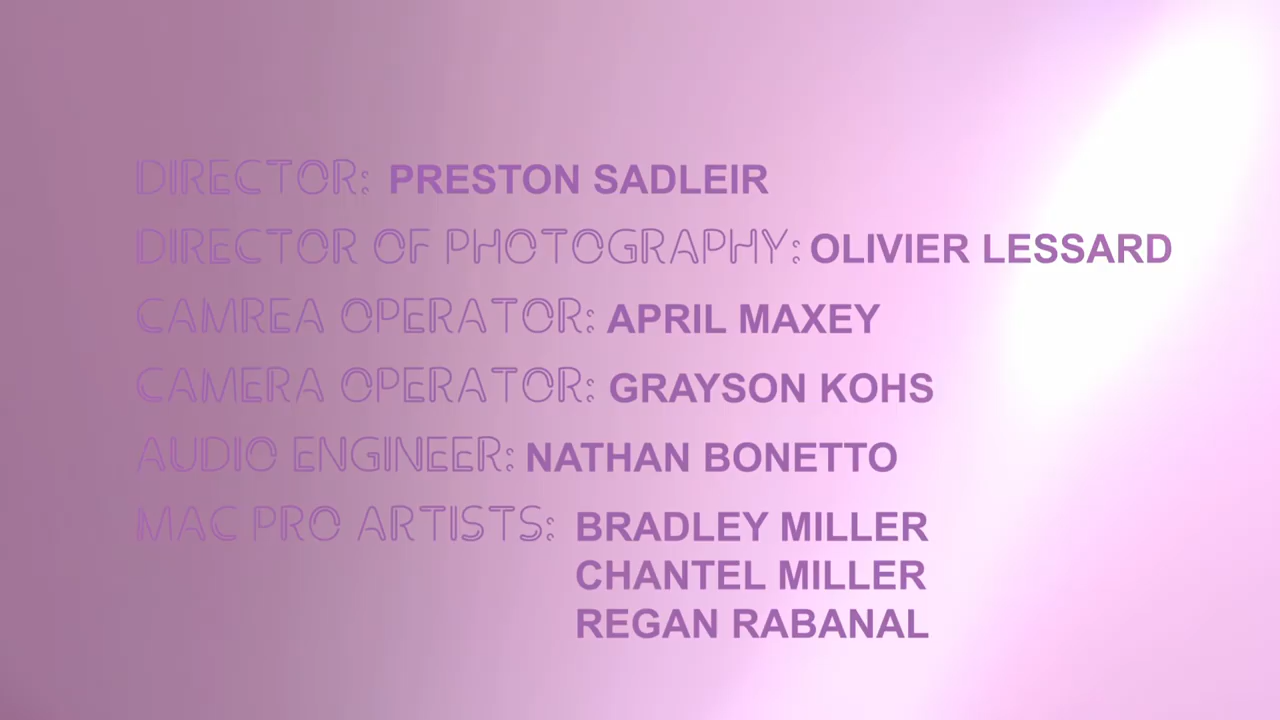 DIRECTOR: PRESTON SADLEIR
DIRECTOR OF PHOTOGRAPHY: OLIVIER LESSARD
CAMREA OPERATOR: APRIL MAXEY
CAMERA OPERATOR: GRAYSON KOHS
AUDIO ENGINEER: NATHAN BONETTO
MAC PRO ARTISTS: BRADLEY MILLER
CHANTEL MILLER
REGAN RABANAL